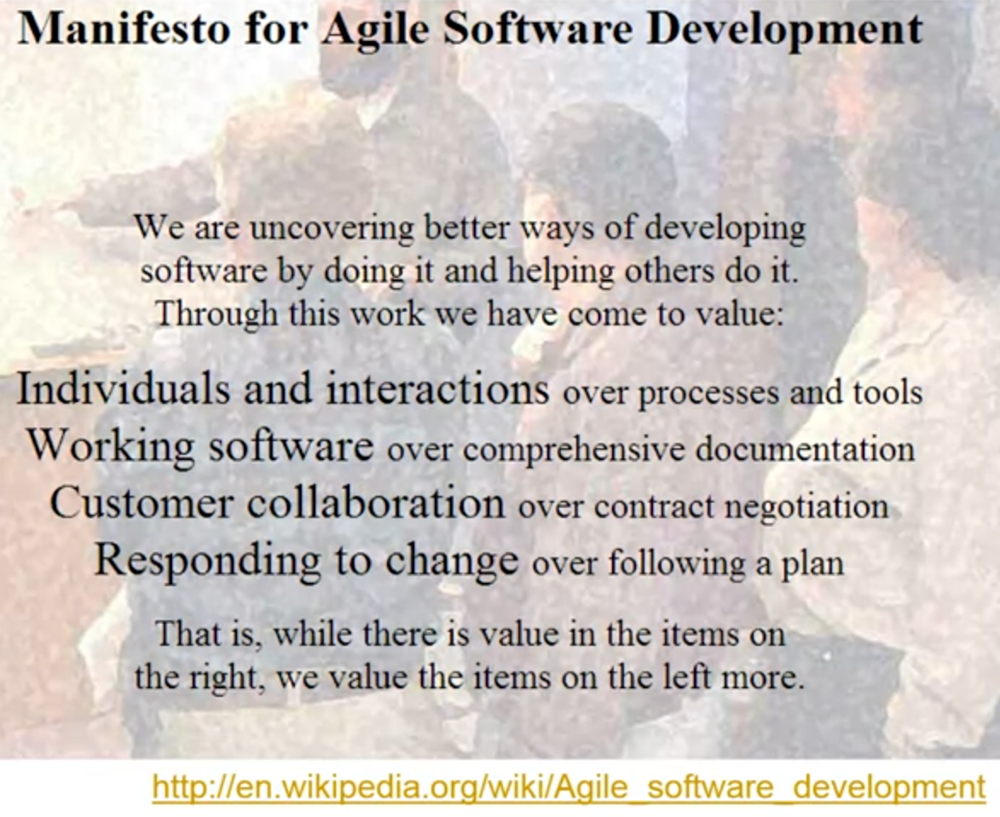 Manifesto for Agile Software Development
We are uncovering better ways of developing
software by doing it and helping others do it.
Through this work we have come to value:
Individuals and interactions over processes and tools
Working software over comprehensive documentation
Customer collaboration over contract negotiation
Responding to change over following a plan
That is, while there is value in the items on
the right, we value the items on the left more.
http://en.wikipedia.org/wiki/Agile_software_development